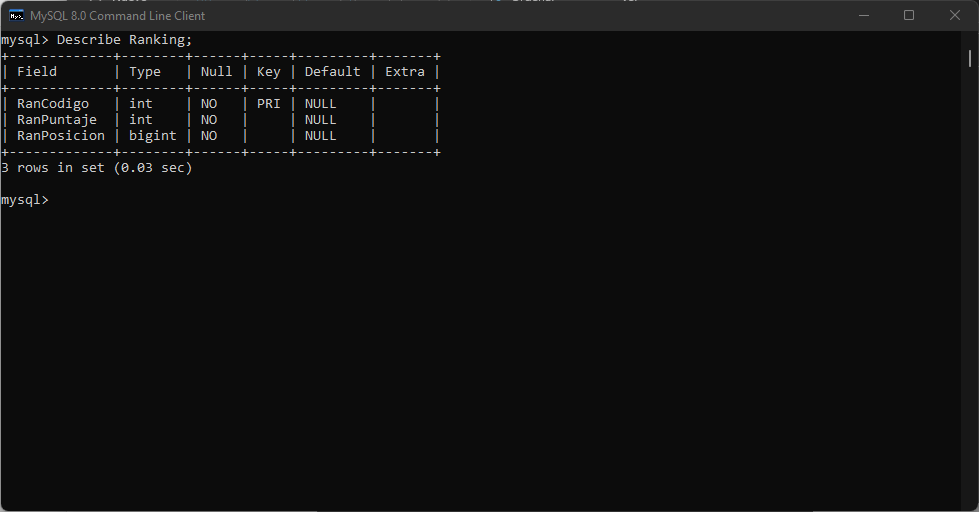 MySQL 8.0 Command Line Client
mysql> Describe Ranking;
+-------------+--------+------+-----+---------+-------+
| Field       | Type   | Null | Key | Default | Extra |
+-------------+--------+------+-----+---------+-------+
| RanCodigo   | int    | NO   | PRI | NULL    |       |
| RanPuntaje  | int    | NO   |     | NULL    |       |
| RanPosicion | bigint | NO   |     | NULL    |       |
+-------------+--------+------+-----+---------+-------+
3 rows in set (0.03 sec)
mysql>